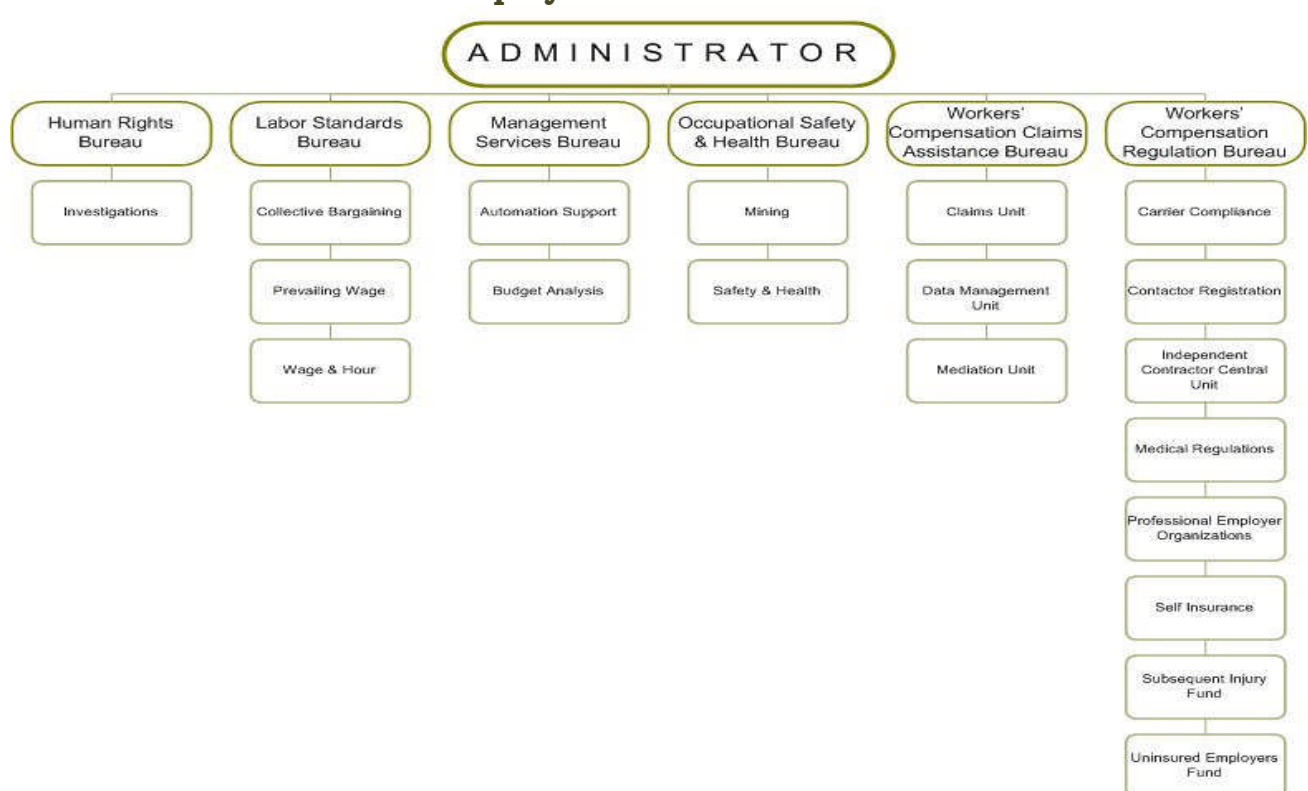 ADMINISTRATOR
Human Rights
Bureau
Labor Standards
Bureau
Management
Services Bureau
Occupational Safety
& Health Bureau
Workers'
Compensation Claims
Assistance Bureau
Workers'
Compensation
Regulation Bureau
Investigations
Collective Bargaining
Automation Support
Mining
Claims Unit
Carrier Compliance
Prevailing Wage
Budget Analysis
Safety & Health
Data Management
Unit
Contactor Registration
Wage & Hour
Mediation Unit
Independent
Contractor Central
Unit
Medical Regulations
Professional Employer
Organizations
Self Insurance
Subsequent Injury
Fund
Uninsured Employers
Fund